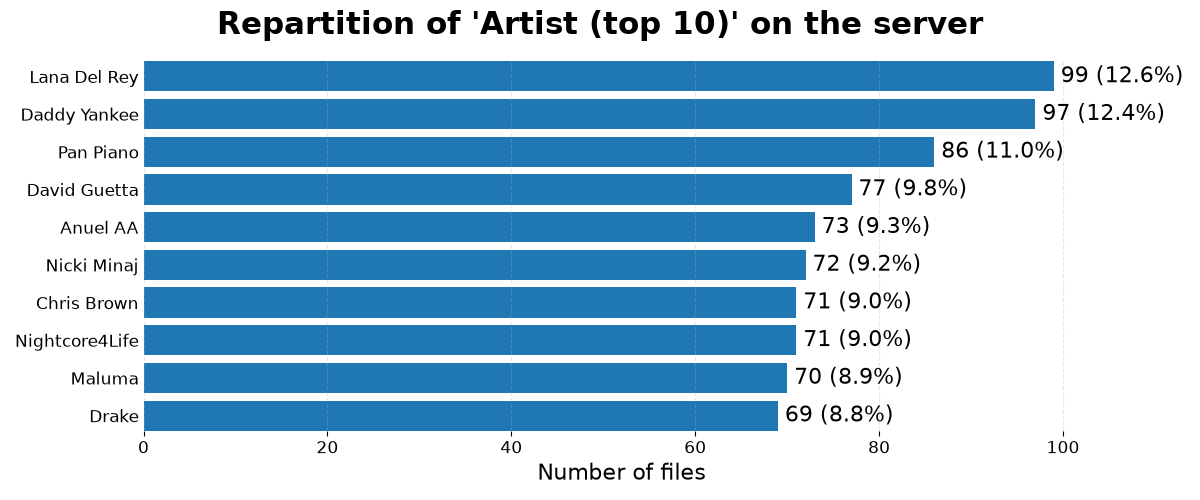 Repartition of 'Artist (top 10)' on the server
Lana Del Rey 99 (12.6%)
Daddy Yankee 97 (12.4%)
Pan Piano 86 (11.0%)
David Guetta 77 (9.8%)
Anuel AA 73 (9.3%)
Nicki Minaj 72 (9.2%)
Chris Brown 71 (9.0%)
Nightcore4Life 71 (9.0%)
Maluma 70 (8.9%)
Drake 69 (8.8%)
0 20 40 60 80 100
Number of files